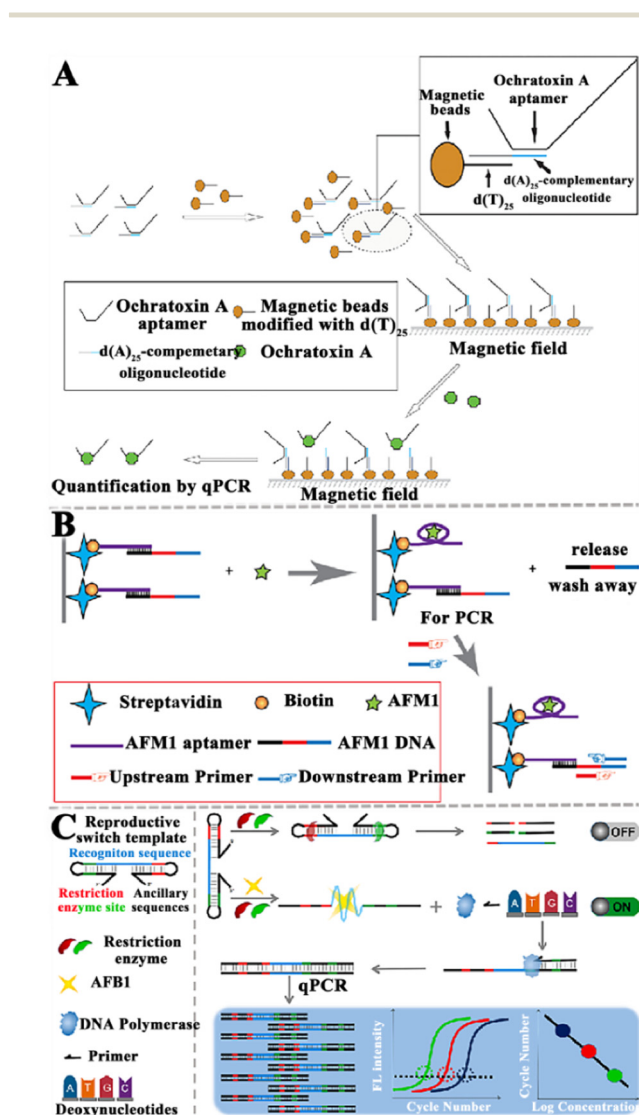 A
Magnetic
beads
Ochratoxin A
aptamer
d(A)25-complementary
oligonucleotide
d(T)25
Ochratoxin A
aptamer
Magnetic beads
modified with d(T)25
d(A)25-compemetary
oligonucleotide
Ochratoxin A
Magnetic field
Quantification by qPCR
Magnetic field
B
+
+
release
wash away
For PCR
Streptavidin
Biotin
AFM1
AFM1 aptamer
AFM1 DNA
Upstream Primer
Downstream Primer
C
Reproductive
switch template
Recogniton sequence
Restriction
enzyme site
Ancillary
sequences
Restriction
enzyme
AFB1
DNA Polymerase
Primer
A T G C
Deoxynucleotides
OFF
+
A T G C
ON
qPCR
FL intensity
Cycle Number
Cycle Number
Log Concentration